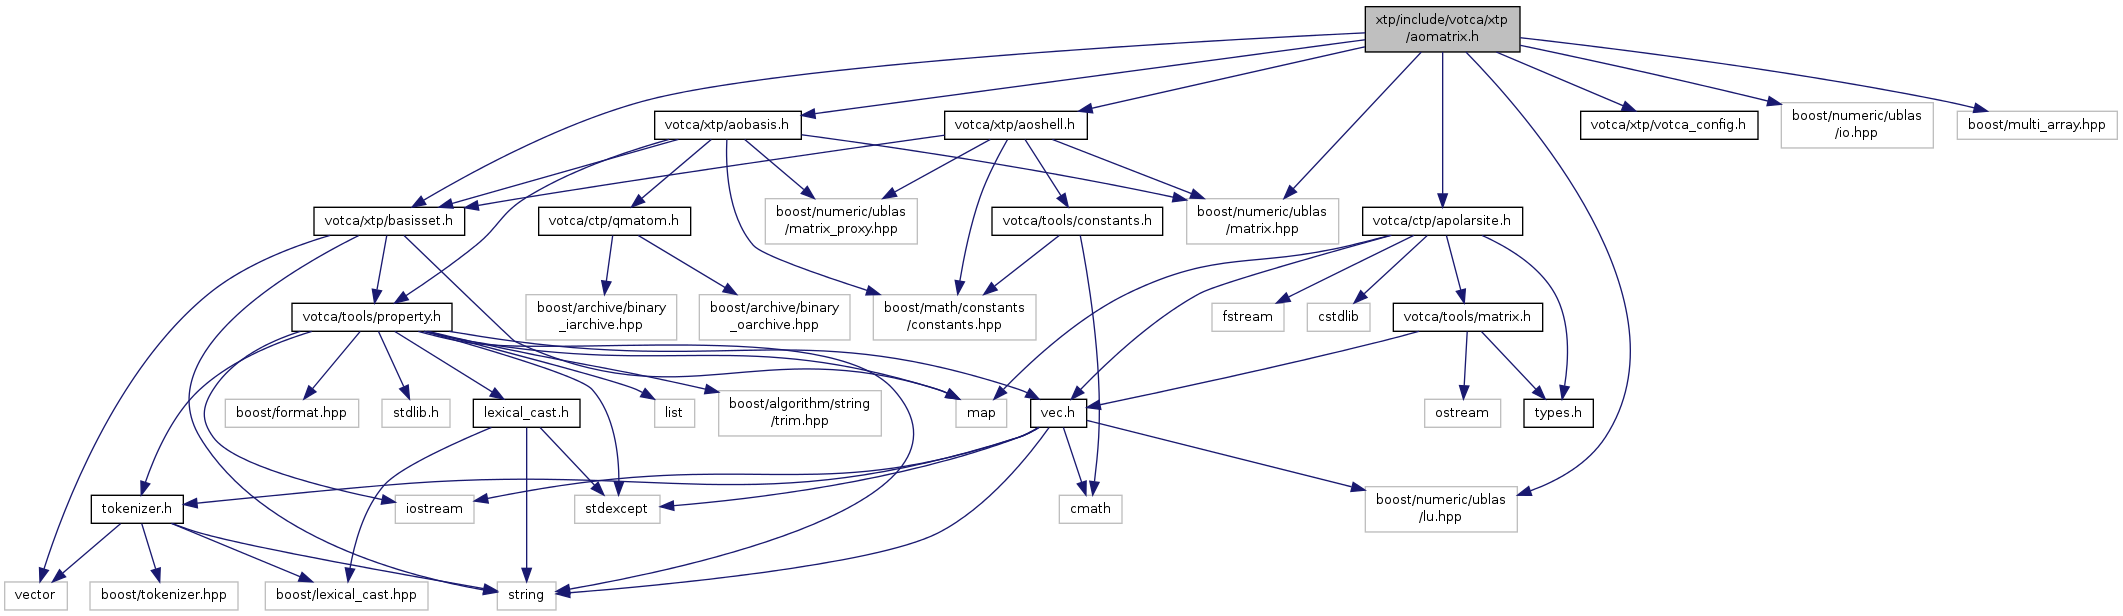 xtp/include/votca/xtp
/aomatrix.h
votca/xtp/aobasis.h
votca/xtp/aoshell.h
votca/xtp/votca_config.h
boost/numeric/ublas
/io.hpp
boost/multi_array.hpp
votca/xtp/basisset.h
votca/ctp/qmatom.h
boost/numeric/ublas
/matrix_proxy.hpp
votca/tools/constants.h
boost/numeric/ublas
/matrix.hpp
votca/ctp/apolarsite.h
votca/tools/property.h
boost/archive/binary
_iarchive.hpp
boost/archive/binary
_oarchive.hpp
boost/math/constants
/constants.hpp
fstream
cstdlib
votca/tools/matrix.h
boost/format.hpp
stdlib.h
lexical_cast.h
list
boost/algorithm/string
/trim.hpp
map
vec.h
ostream
types.h
tokenizer.h
iostream
stdexcept
cmath
boost/numeric/ublas
/lu.hpp
vector
boost/tokenizer.hpp
boost/lexical_cast.hpp
string